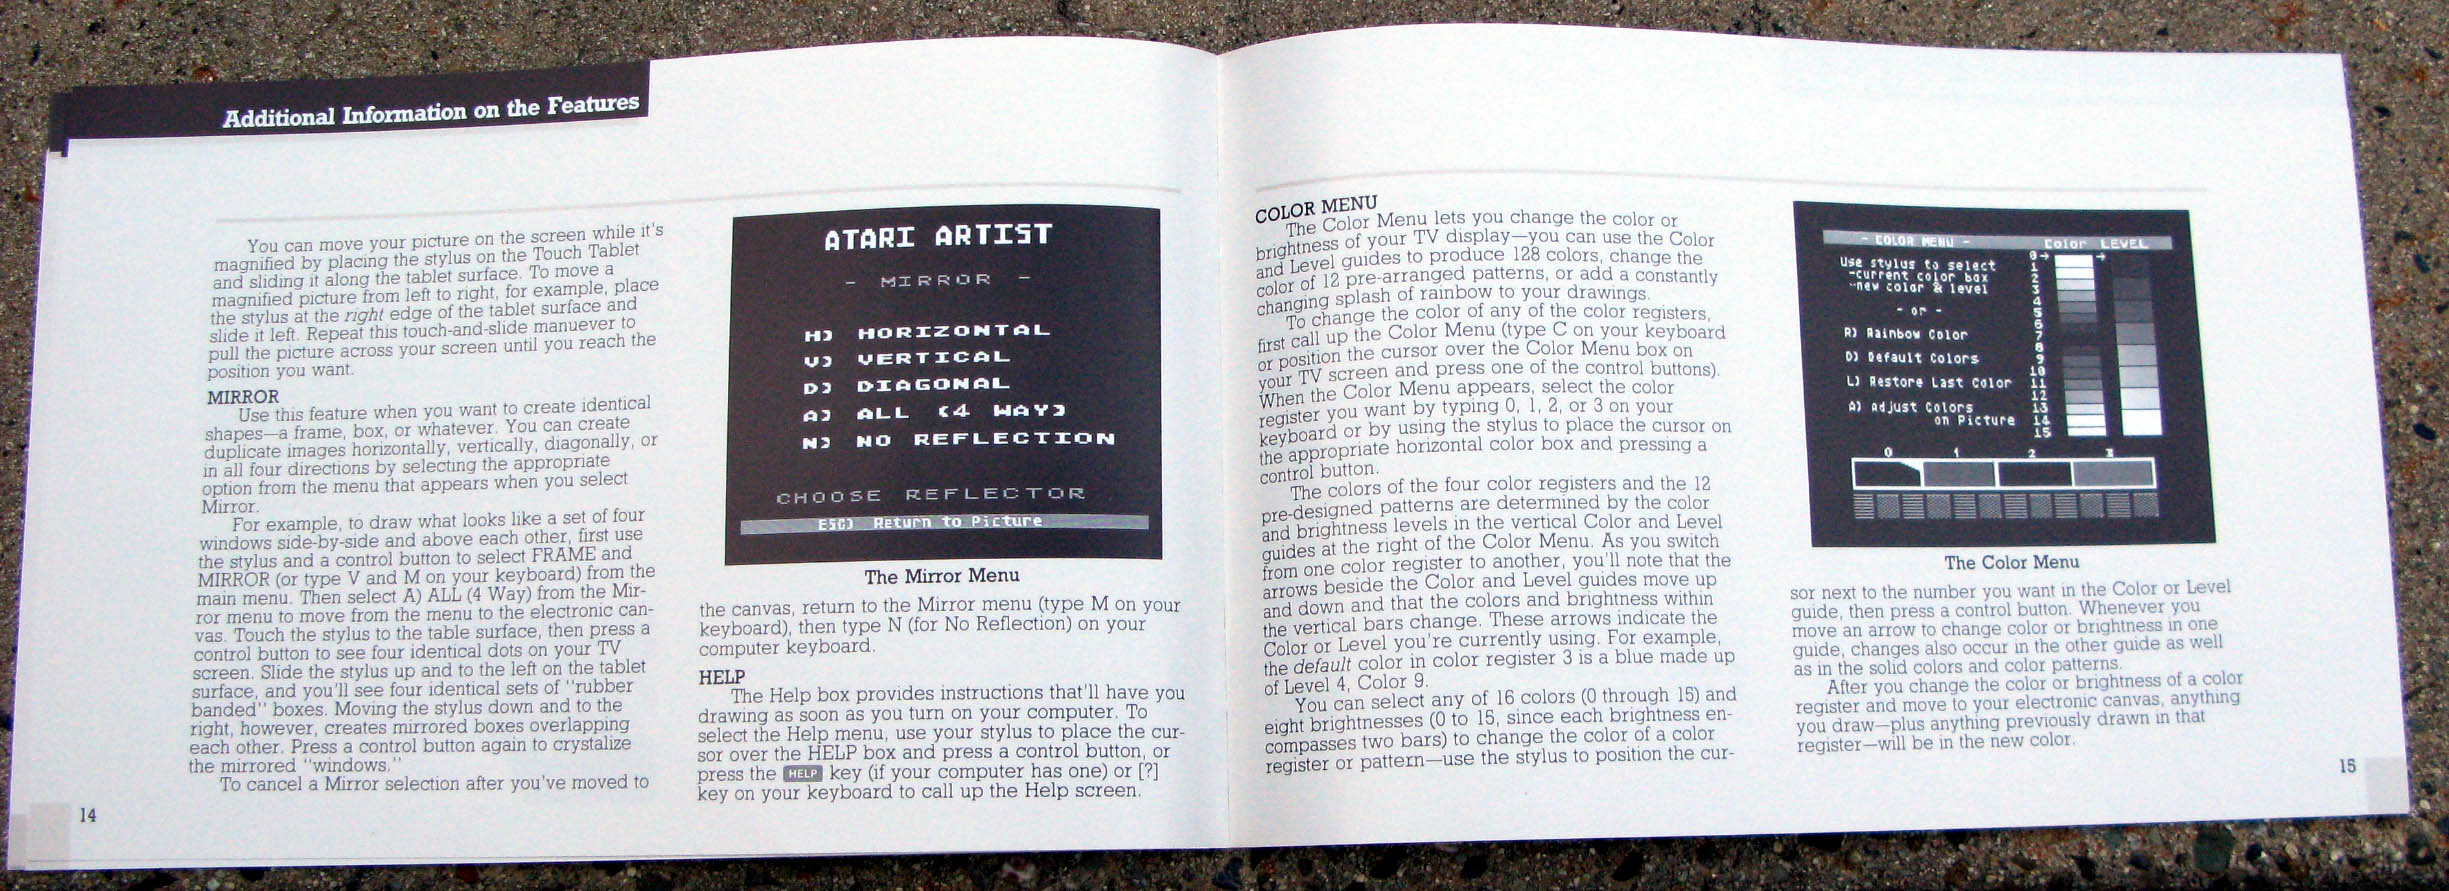 Additional Information on the Features
You can move your picture on the screen while it's
magnified by placing the stylus on the Touch Tablet
and sliding it along the tablet surface. To move a
magnified picture from left to right, for example, place
the stylus at the right edge of the tablet surface and
slide it left. Repeat this touch-and-slide manuever to
pull the picture across your screen until you reach the
position you want.
MIRROR
Use this feature when you want to create identical
shapes—a frame, box, or whatever. You can create
duplicate images horizontally, vertically, diagonally, or
in all four directions by selecting the appropriate
option from the menu that appears when you select
Mirror.
For example, to draw what looks like a set of four
windows side-by-side and above each other, first use
the stylus and a control button to select FRAME and
MIRROR (or type V and M on your keyboard) from the
main menu. Then select A) ALL (4 Way) from the Mir-
ror menu to move from the menu to the electronic can-
vas. Touch the stylus to the table surface, then press a
control button to see four identical dots on your TV
screen. Slide the stylus up and to the left on the tablet
surface, and you'll see four identical sets of "rubber
banded" boxes. Moving the stylus down and to the
right, however, creates mirrored boxes overlapping
each other. Press a control button again to crystalize
the mirrored "windows."
To cancel a Mirror selection after you've moved to
14
ATARI ARTIST
- MIRROR -
H) HORIZONTAL
V) VERTICAL
D) DIAGONAL
A) ALL (4 WAY)
N) NO REFLECTION
CHOOSE REFLECTOR
ESC) Return to Picture
The Mirror Menu
the canvas, return to the Mirror menu (type M on your
keyboard), then type N (for No Reflection) on your
computer keyboard.
HELP
The Help box provides instructions that'll have you
drawing as soon as you turn on your computer. To
select the Help menu, use your stylus to place the cur-
sor over the HELP box and press a control button, or
press the HELP key (if your computer has one) or [?]
key on your keyboard to call up the Help screen.
COLOR MENU
The Color Menu lets you change the color or
brightness of your TV display—you can use the Color
and Level guides to produce 128 colors, change the
color of 12 pre-arranged patterns, or add a constantly
changing splash of rainbow to your drawings.
To change the color of any of the color registers,
first call up the Color Menu (type C on your keyboard
or position the cursor over the Color Menu box on
your TV screen and press one of the control buttons).
When the Color Menu appears, select the color
register you want by typing 0, 1, 2, or 3 on your
keyboard or by using the stylus to place the cursor on
the appropriate horizontal color box and pressing a
control button.
The colors of the four color registers and the 12
pre-designed patterns are determined by the color
and brightness levels in the vertical Color and Level
guides at the right of the Color Menu. As you switch
from one color register to another, you'll note that the
arrows beside the Color and Level guides move up
and down and that the colors and brightness within
the vertical bars change. These arrows indicate the
Color or Level you're currently using. For example,
the default color in color register 3 is a blue made up
of Level 4, Color 9.
You can select any of 16 colors (0 through 15) and
eight brightnesses (0 to 15, since each brightness en-
compasses two bars) to change the color of a color
register or pattern—use the stylus to position the cur-
- COLOR MENU - Color LEVEL
Use stylus to select
-current color box
-new color & level
- or -
R) Rainbow Color
D) Default Colors
L) Restore Last Color
A) Adjust Colors
on Picture
0→ →
1
2
3
4
5
6
7
8
9
10
11
12
13
14
15
0 1 2 3
The Color Menu
sor next to the number you want in the Color or Level
guide, then press a control button. Whenever you
move an arrow to change color or brightness in one
guide, changes also occur in the other guide as well
as in the solid colors and color patterns.
After you change the color or brightness of a color
register and move to your electronic canvas, anything
you draw—plus anything previously drawn in that
register—will be in the new color.
15